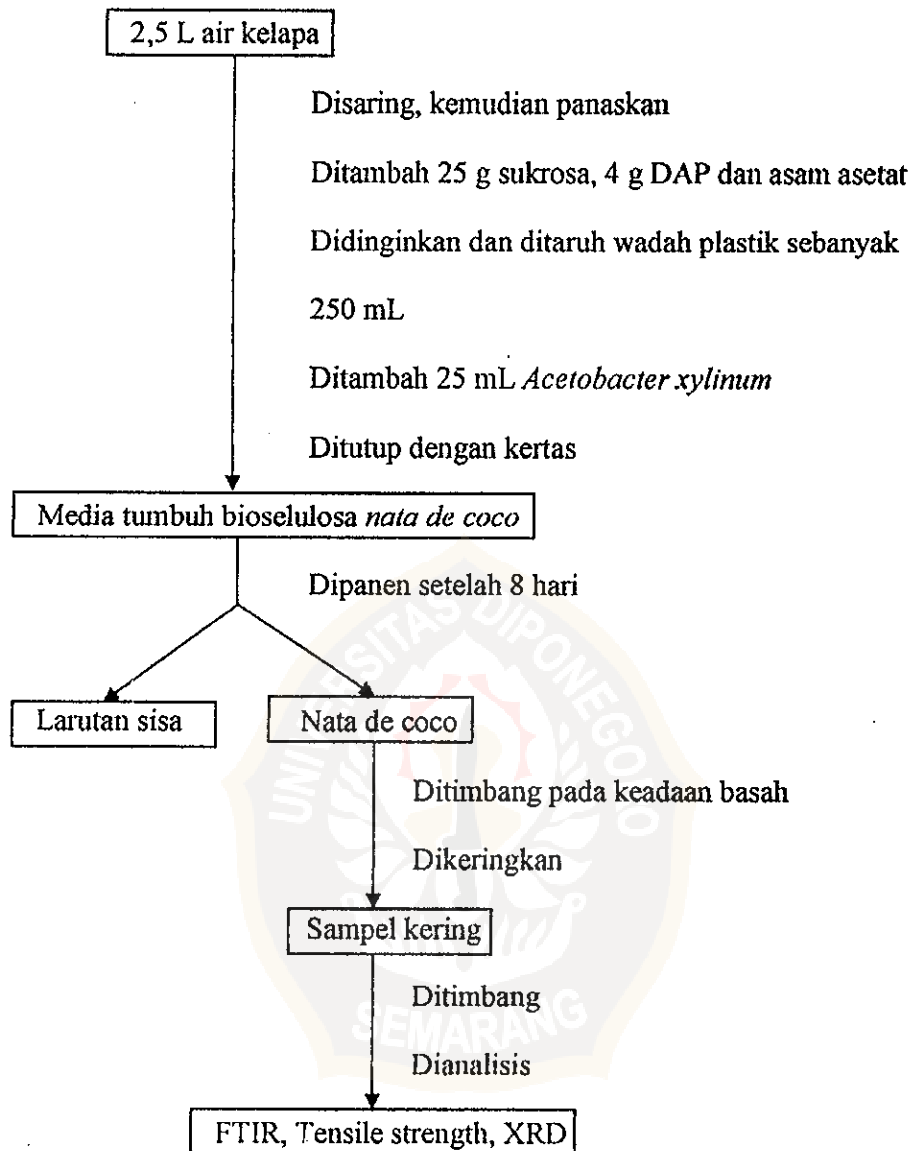 2,5 L air kelapa
Disaring, kemudian panaskan
Ditambah 25 g sukrosa, 4 g DAP dan asam asetat
Didinginkan dan ditaruh wadah plastik sebanyak
250 mL
Ditambah 25 mL Acetobacter xylinum
Ditutup dengan kertas
Media tumbuh bioselulosa nata de coco
Dipanen setelah 8 hari
Larutan sisa
Nata de coco
Ditimbang pada keadaan basah
Dikeringkan
Sampel kering
Ditimbang
Dianalisis
FTIR, Tensile strength, XRD
UNIVERSITAS DIPONEGORO
SEMARANG